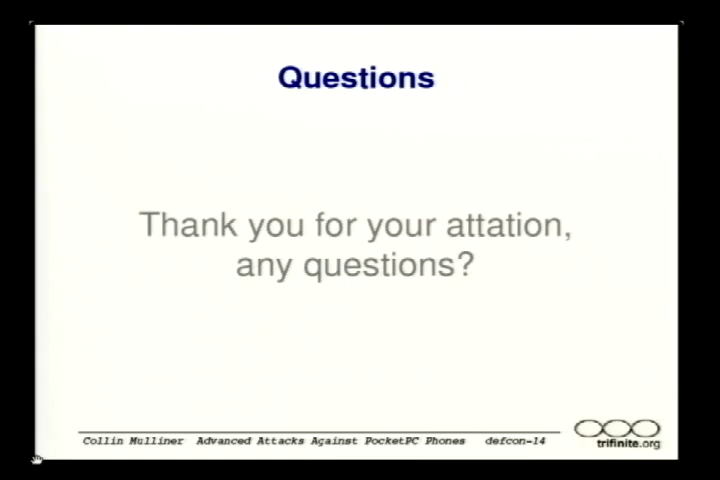 Questions
Thank you for your attation,
any questions?
Collin Mulliner Advanced Attacks Against PocketPC Phones defcon-14
trifinite.org